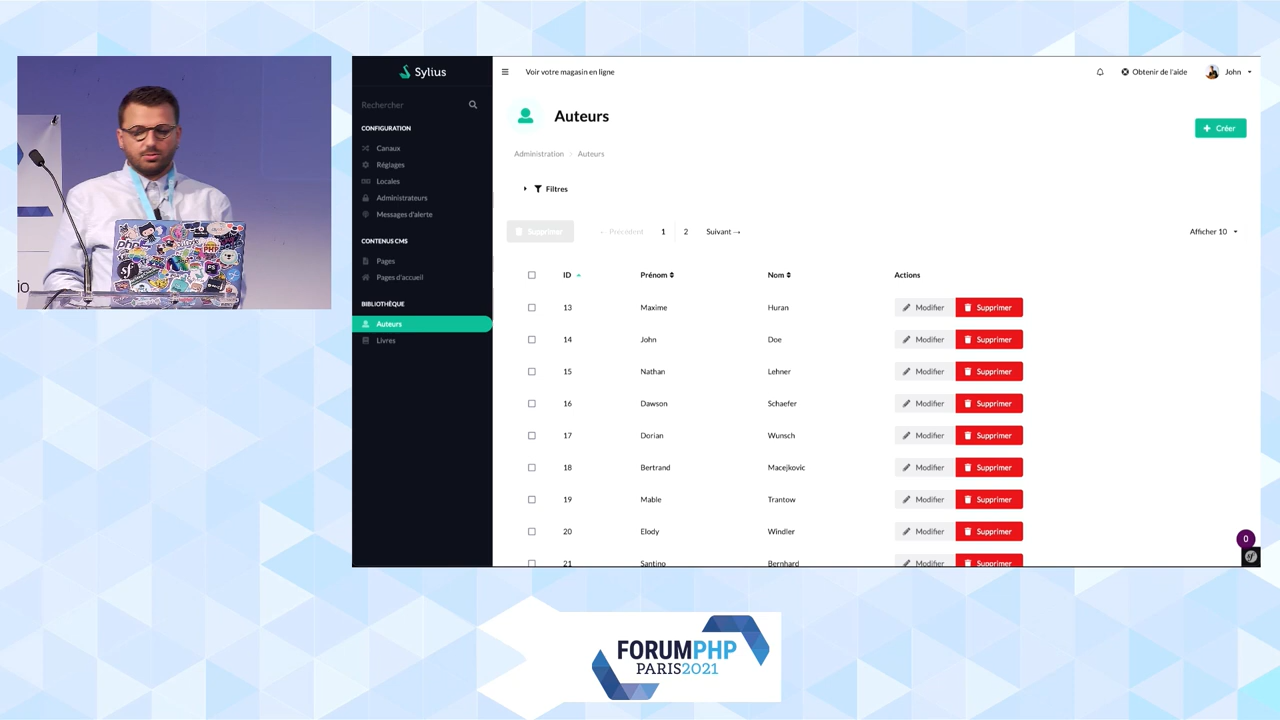 Sylius
Voir votre magasin en ligne
Obtenir de l'aide
John
Rechercher
CONFIGURATION
Canaux
Réglages
Locales
Administrateurs
Messages d'alerte
CONTENUS CMS
Pages
Pages d'accueil
BIBLIOTHÈQUE
Auteurs
Livres
Auteurs
Créer
Administration
Auteurs
Filtres
Supprimer
← Précédent
1
2
Suivant →
Afficher 10
ID
Prénom
Nom
Actions
13 Maxime Huran Modifier Supprimer
14 John Doe Modifier Supprimer
15 Nathan Lehner Modifier Supprimer
16 Dawson Schaefer Modifier Supprimer
17 Dorian Wunsch Modifier Supprimer
18 Bertrand Macejkovic Modifier Supprimer
19 Mable Trantow Modifier Supprimer
20 Elody Windler Modifier Supprimer
21 Santino Bernhard Modifier Supprimer
0
sf
io
PHP
FORUMPHP
PARIS2021